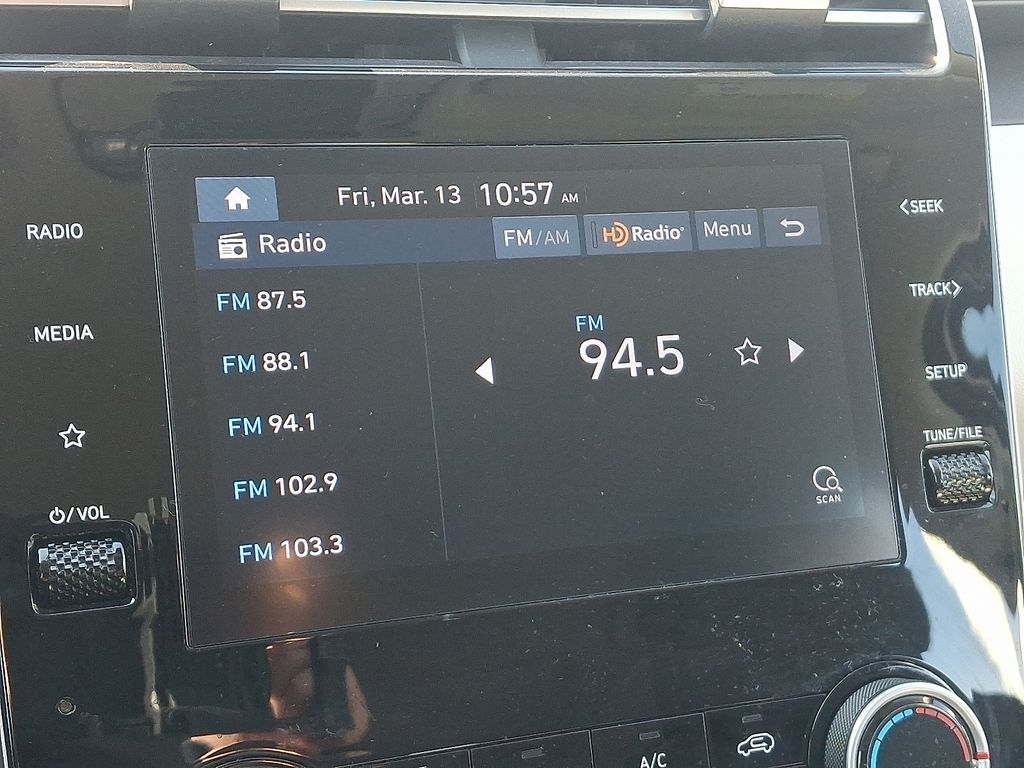 Fri, Mar. 13 10:57 AM
Radio FM/AM HD Radio Menu
FM 87.5
FM 88.1
FM 94.1
FM 102.9
FM 103.3
FM
94.5
SCAN
RADIO
MEDIA
/VOL
<SEEK
TRACK>
SETUP
TUNE/FILE
A/C